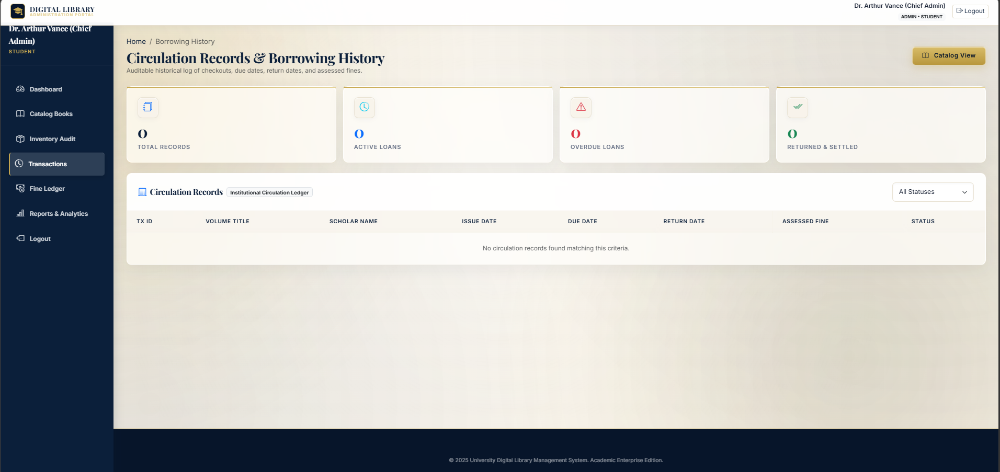 DIGITAL LIBRARY
ADMINISTRATION PORTAL
Dr. Arthur Vance (Chief Admin)
ADMIN • STUDENT
Logout
Dr. Arthur Vance (Chief
Admin)
STUDENT
Dashboard
Catalog Books
Inventory Audit
Transactions
Fine Ledger
Reports & Analytics
Logout
Home / Borrowing History
Circulation Records & Borrowing History
Auditable historical log of checkouts, due dates, return dates, and assessed fines.
Catalog View
0
TOTAL RECORDS
0
ACTIVE LOANS
0
OVERDUE LOANS
0
RETURNED & SETTLED
Circulation Records Institutional Circulation Ledger
All Statuses
TX ID VOLUME TITLE SCHOLAR NAME ISSUE DATE DUE DATE RETURN DATE ASSESSED FINE STATUS
No circulation records found matching this criteria.
© 2025 University Digital Library Management System. Academic Enterprise Edition.